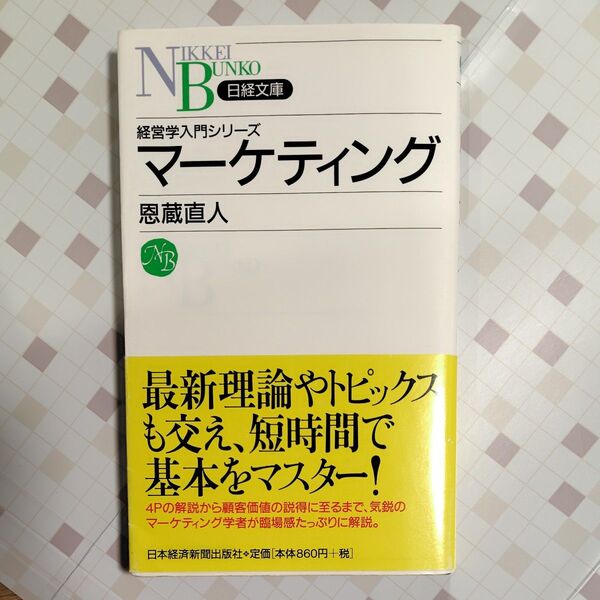 NIKKEI
BUNKO
日経文庫
経営学入門シリーズ
マーケティング
恩蔵直人
NB
最新理論やトピックス
も交え、短時間で
基本をマスター!
4Pの解説から顧客価値の説得に至るまで、気鋭の
マーケティング学者が臨場感たっぷりに解説。
日本経済新聞出版社❖定価[本体860円+税]